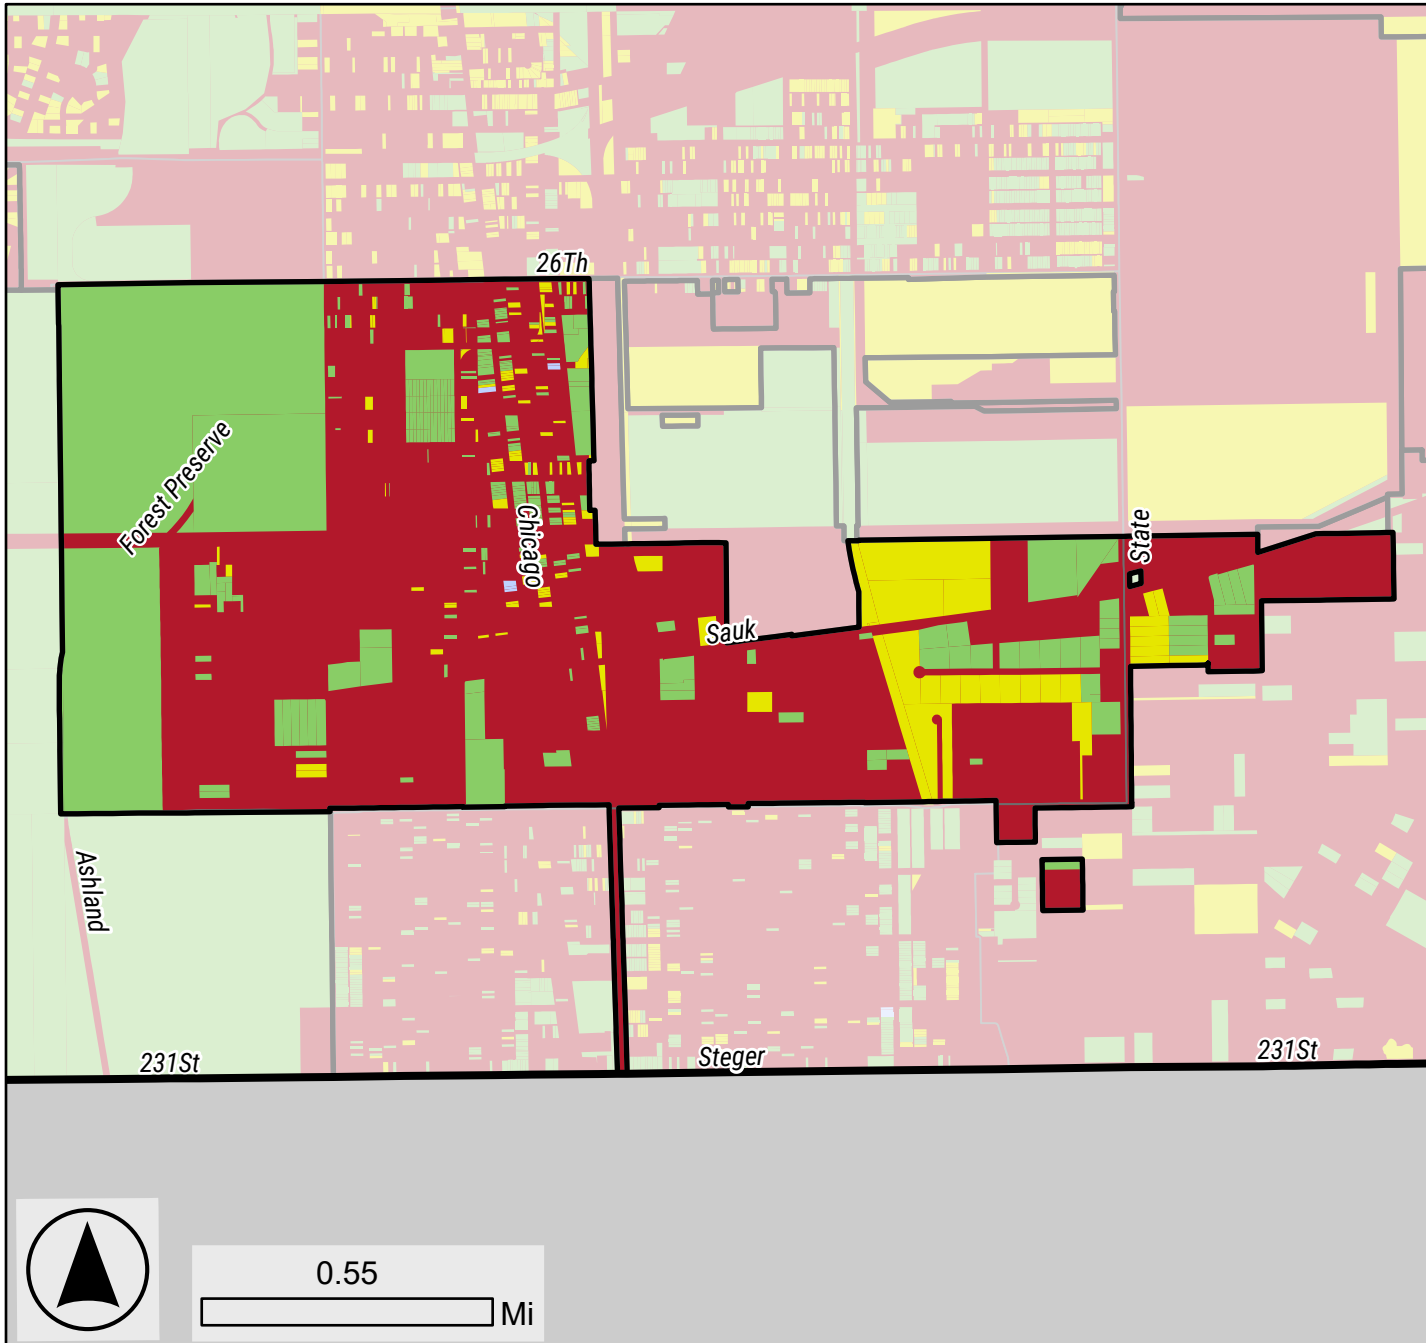 26Th
Forest Preserve
Chicago
State
Sauk
Ashland
231St
Steger
231St
0.55
Mi